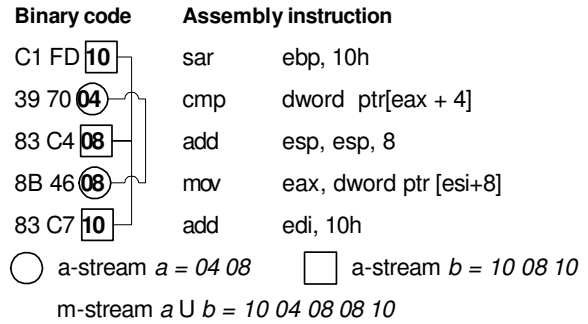 Binary code Assembly instruction
C1 FD 10 sar ebp, 10h
39 70 04 cmp dword ptr[eax + 4]
83 C4 08 add esp, esp, 8
8B 46 08 mov eax, dword ptr [esi+8]
83 C7 10 add edi, 10h
a-stream a = 04 08 a-stream b = 10 08 10
m-stream a U b = 10 04 08 08 10